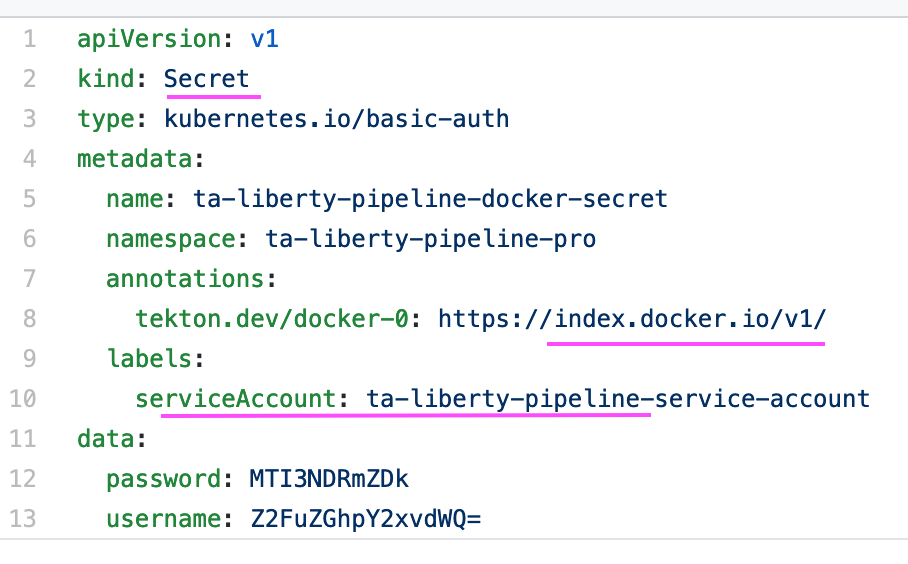 1 apiVersion: v1
2 kind: Secret
3 type: kubernetes.io/basic-auth
4 metadata:
5 name: ta-liberty-pipeline-docker-secret
6 namespace: ta-liberty-pipeline-pro
7 annotations:
8 tekton.dev/docker-0: https://index.docker.io/v1/
9 labels:
10 serviceAccount: ta-liberty-pipeline-service-account
11 data:
12 password: MTI3NDRmZDk
13 username: Z2FuZGhpY2xvdWQ=